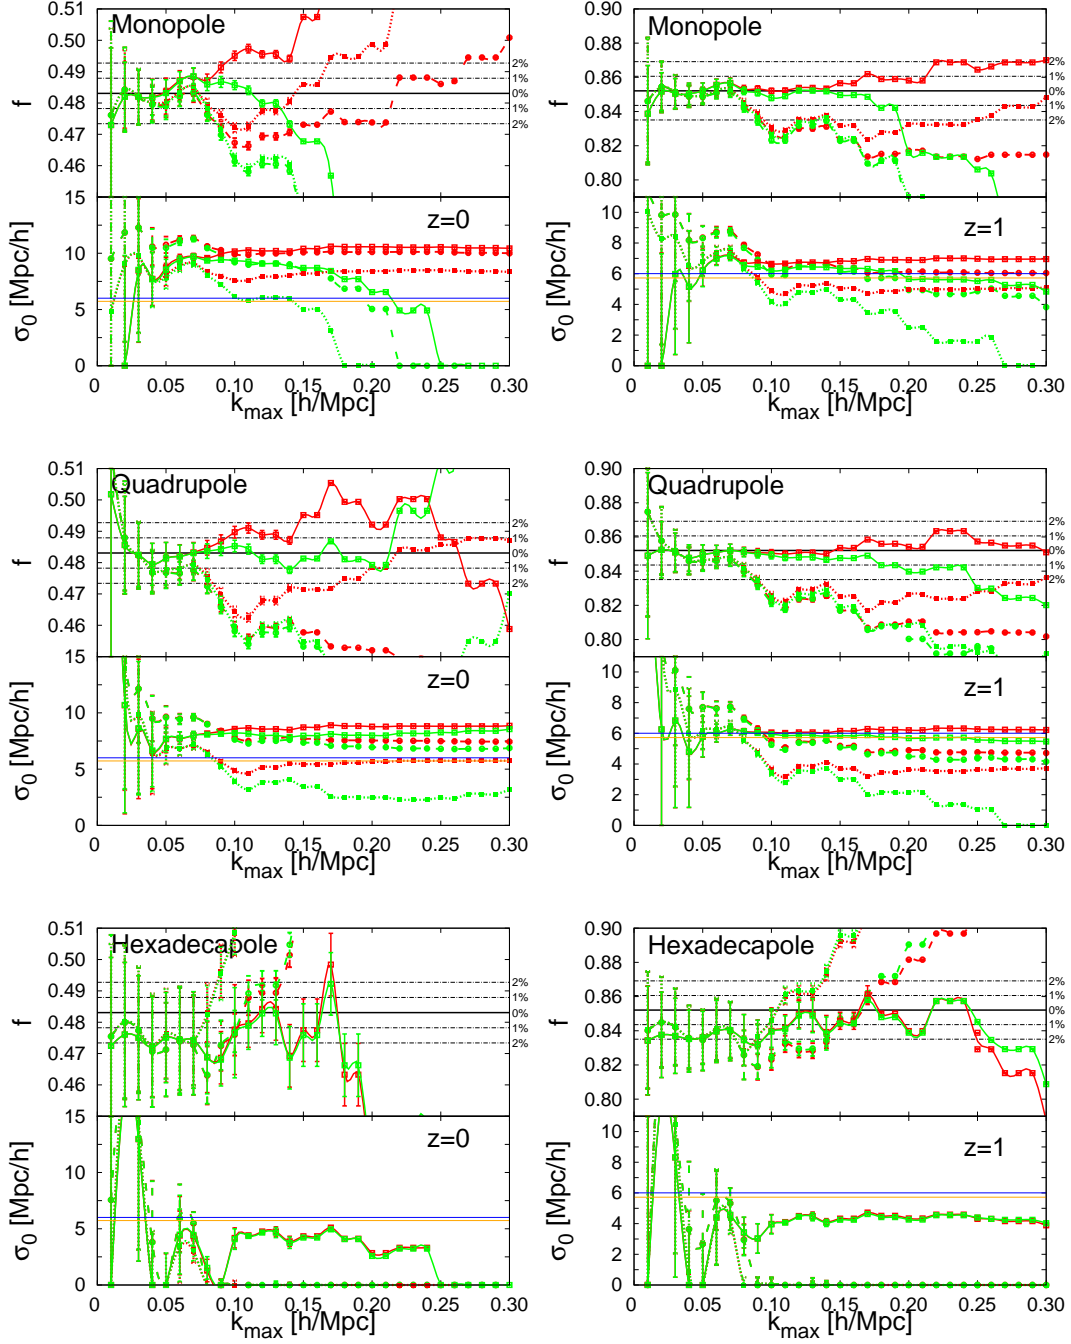 Monopole
0.51
0.50
0.49
0.48
0.47
0.46
f
2%
1%
0%
1%
2%
z=0
15
10
5
0
σ0 [Mpc/h]
0 0.05 0.10 0.15 0.20 0.25 0.30
kmax [h/Mpc]
Monopole
0.90
0.88
0.86
0.84
0.82
0.80
f
2%
1%
0%
1%
2%
z=1
10
8
6
4
2
0
σ0 [Mpc/h]
0 0.05 0.10 0.15 0.20 0.25 0.30
kmax [h/Mpc]
Quadrupole
0.51
0.50
0.49
0.48
0.47
0.46
f
2%
1%
0%
1%
2%
z=0
15
10
5
0
σ0 [Mpc/h]
0 0.05 0.10 0.15 0.20 0.25 0.30
kmax [h/Mpc]
Quadrupole
0.90
0.88
0.86
0.84
0.82
0.80
f
2%
1%
0%
1%
2%
z=1
10
8
6
4
2
0
σ0 [Mpc/h]
0 0.05 0.10 0.15 0.20 0.25 0.30
kmax [h/Mpc]
Hexadecapole
0.51
0.50
0.49
0.48
0.47
0.46
f
2%
1%
0%
1%
2%
z=0
15
10
5
0
σ0 [Mpc/h]
0 0.05 0.10 0.15 0.20 0.25 0.30
kmax [h/Mpc]
Hexadecapole
0.90
0.88
0.86
0.84
0.82
0.80
f
2%
1%
0%
1%
2%
z=1
10
8
6
4
2
0
σ0 [Mpc/h]
0 0.05 0.10 0.15 0.20 0.25 0.30
kmax [h/Mpc]